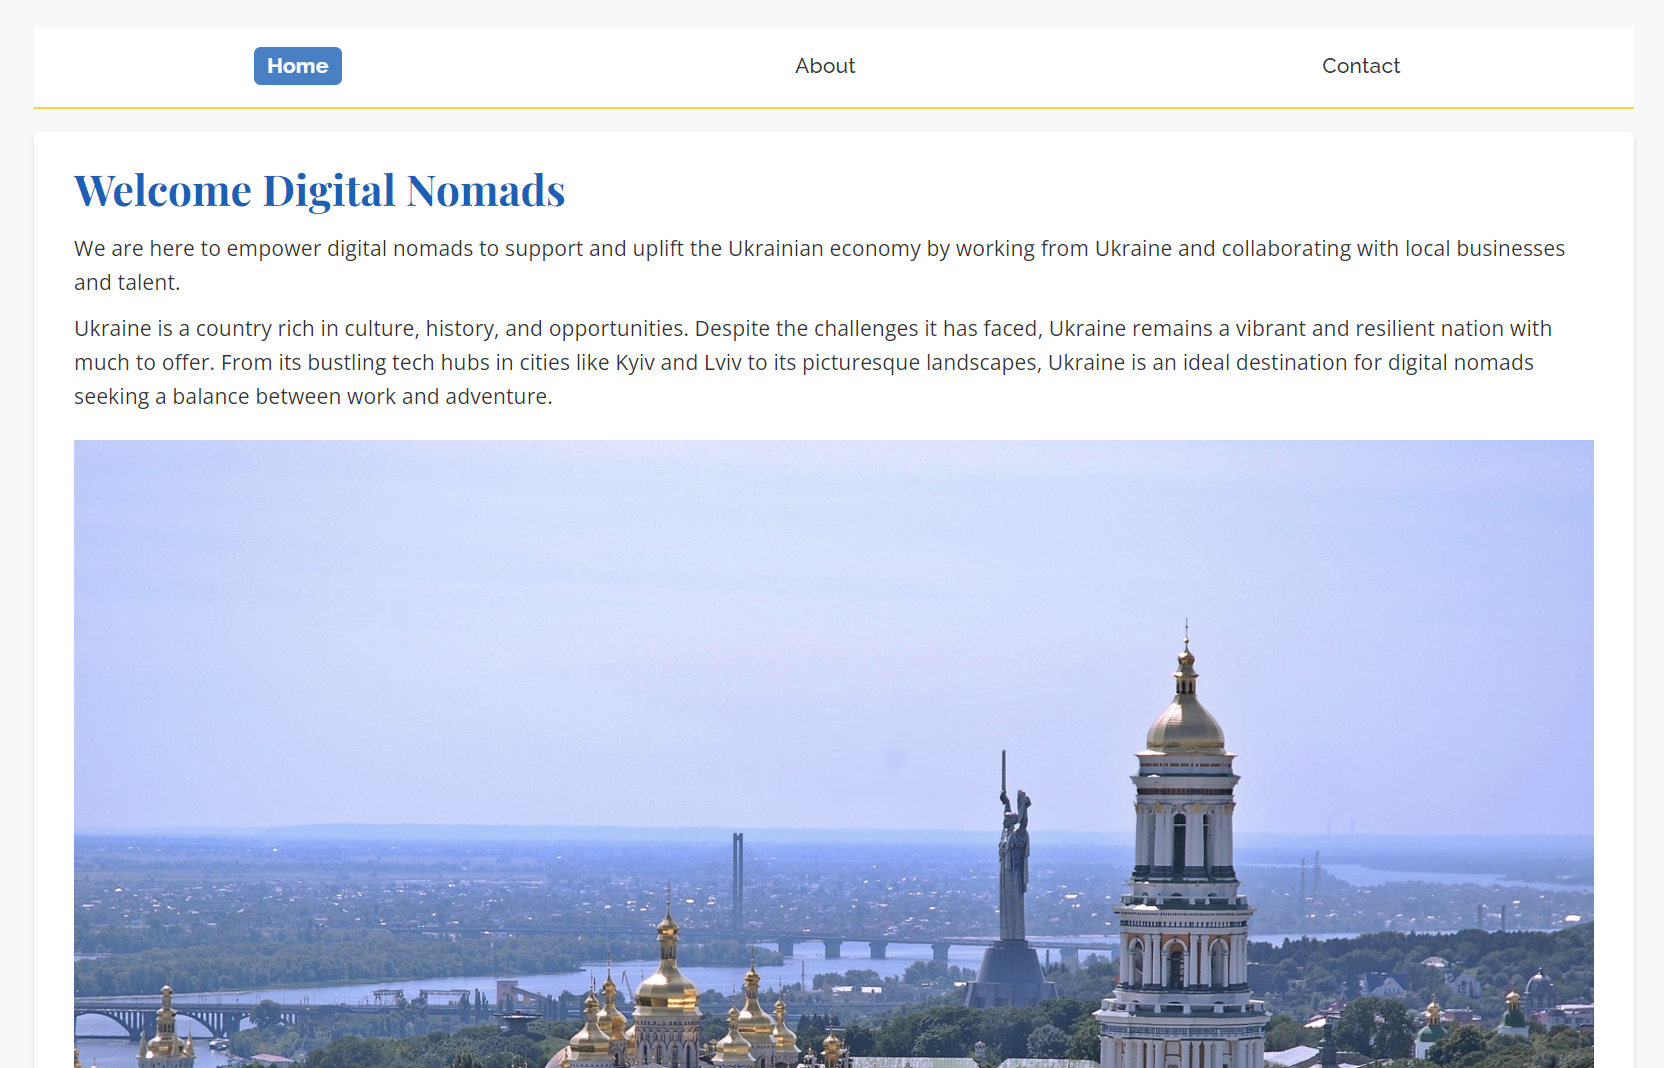 Home
About
Contact
Welcome Digital Nomads
We are here to empower digital nomads to support and uplift the Ukrainian economy by working from Ukraine and collaborating with local businesses
and talent.
Ukraine is a country rich in culture, history, and opportunities. Despite the challenges it has faced, Ukraine remains a vibrant and resilient nation with
much to offer. From its bustling tech hubs in cities like Kyiv and Lviv to its picturesque landscapes, Ukraine is an ideal destination for digital nomads
seeking a balance between work and adventure.